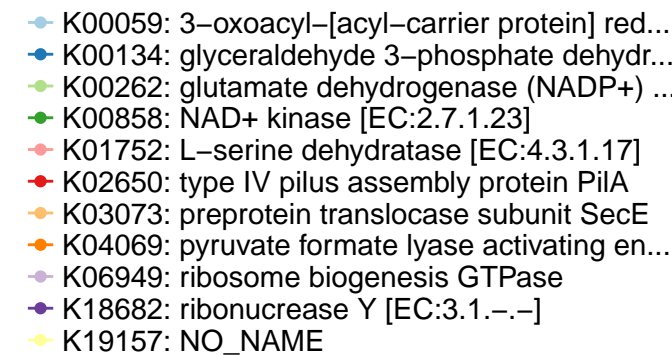 K00059: 3−oxoacyl−[acyl−carrier protein] red...
K00134: glyceraldehyde 3−phosphate dehydr...
K00262: glutamate dehydrogenase (NADP+) ...
K00858: NAD+ kinase [EC:2.7.1.23]
K01752: L−serine dehydratase [EC:4.3.1.17]
K02650: type IV pilus assembly protein PilA
K03073: preprotein translocase subunit SecE
K04069: pyruvate formate lyase activating en...
K06949: ribosome biogenesis GTPase
K18682: ribonucrease Y [EC:3.1.−.−]
K19157: NO_NAME